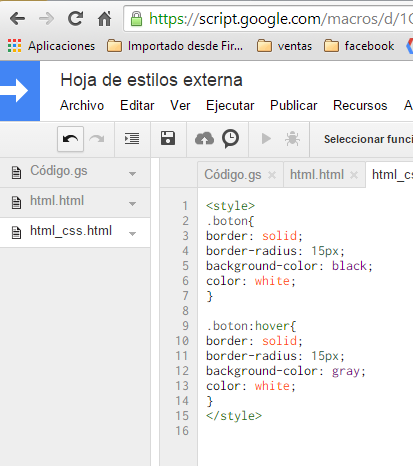 https://script.google.com/macros/d/1
Aplicaciones Importado desde Fir... ventas facebook
Hoja de estilos externa
Archivo Editar Ver Ejecutar Publicar Recursos A
Seleccionar funci
Código.gs
html.html
html_css.html
Código.gs × html.html × html_cs
1 <style>
2 .boton{
3 border: solid;
4 border-radius: 15px;
5 background-color: black;
6 color: white;
7 }
8
9 .boton:hover{
10 border: solid;
11 border-radius: 15px;
12 background-color: gray;
13 color: white;
14 }
15 </style>
16